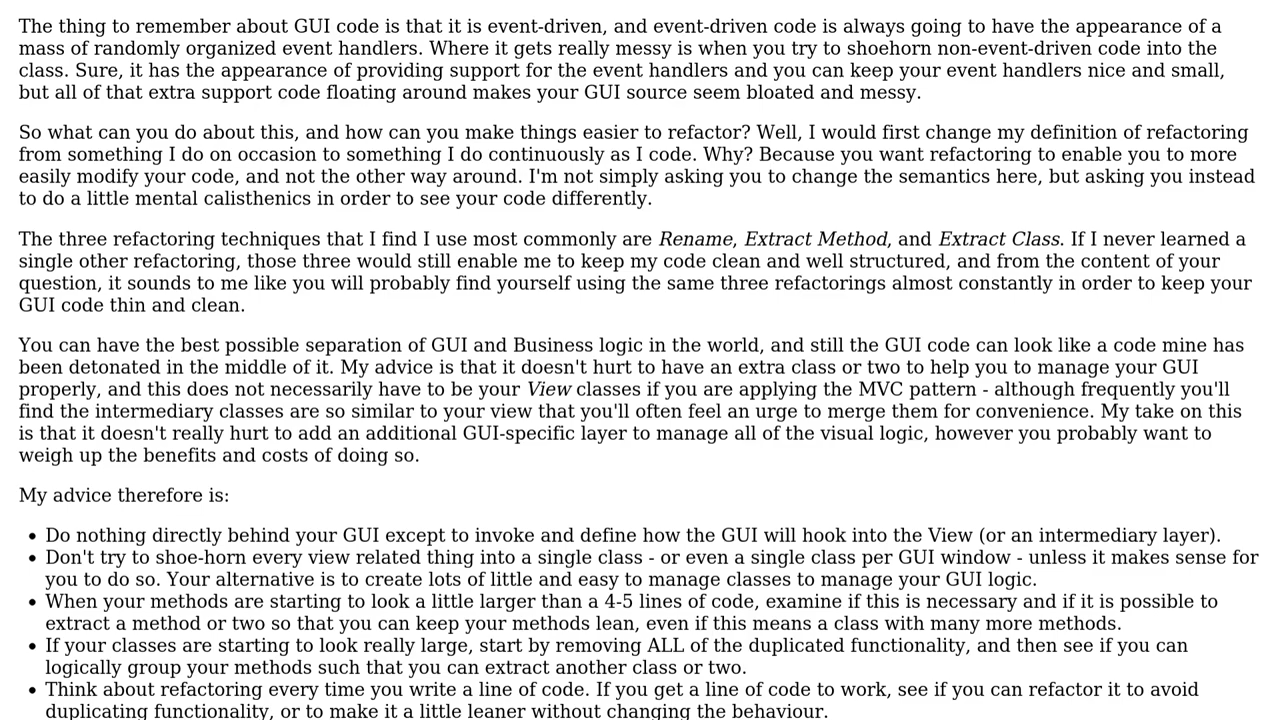 The thing to remember about GUI code is that it is event-driven, and event-driven code is always going to have the appearance of a
mass of randomly organized event handlers. Where it gets really messy is when you try to shoehorn non-event-driven code into the
class. Sure, it has the appearance of providing support for the event handlers and you can keep your event handlers nice and small,
but all of that extra support code floating around makes your GUI source seem bloated and messy.
So what can you do about this, and how can you make things easier to refactor? Well, I would first change my definition of refactoring
from something I do on occasion to something I do continuously as I code. Why? Because you want refactoring to enable you to more
easily modify your code, and not the other way around. I'm not simply asking you to change the semantics here, but asking you instead
to do a little mental calisthenics in order to see your code differently.
The three refactoring techniques that I find I use most commonly are Rename, Extract Method, and Extract Class. If I never learned a
single other refactoring, those three would still enable me to keep my code clean and well structured, and from the content of your
question, it sounds to me like you will probably find yourself using the same three refactorings almost constantly in order to keep your
GUI code thin and clean.
You can have the best possible separation of GUI and Business logic in the world, and still the GUI code can look like a code mine has
been detonated in the middle of it. My advice is that it doesn't hurt to have an extra class or two to help you to manage your GUI
properly, and this does not necessarily have to be your View classes if you are applying the MVC pattern - although frequently you'll
find the intermediary classes are so similar to your view that you'll often feel an urge to merge them for convenience. My take on this
is that it doesn't really hurt to add an additional GUI-specific layer to manage all of the visual logic, however you probably want to
weigh up the benefits and costs of doing so.
My advice therefore is:
• Do nothing directly behind your GUI except to invoke and define how the GUI will hook into the View (or an intermediary layer).
• Don't try to shoe-horn every view related thing into a single class - or even a single class per GUI window - unless it makes sense for
you to do so. Your alternative is to create lots of little and easy to manage classes to manage your GUI logic.
• When your methods are starting to look a little larger than a 4-5 lines of code, examine if this is necessary and if it is possible to
extract a method or two so that you can keep your methods lean, even if this means a class with many more methods.
• If your classes are starting to look really large, start by removing ALL of the duplicated functionality, and then see if you can
logically group your methods such that you can extract another class or two.
• Think about refactoring every time you write a line of code. If you get a line of code to work, see if you can refactor it to avoid
duplicating functionality, or to make it a little leaner without changing the behaviour.